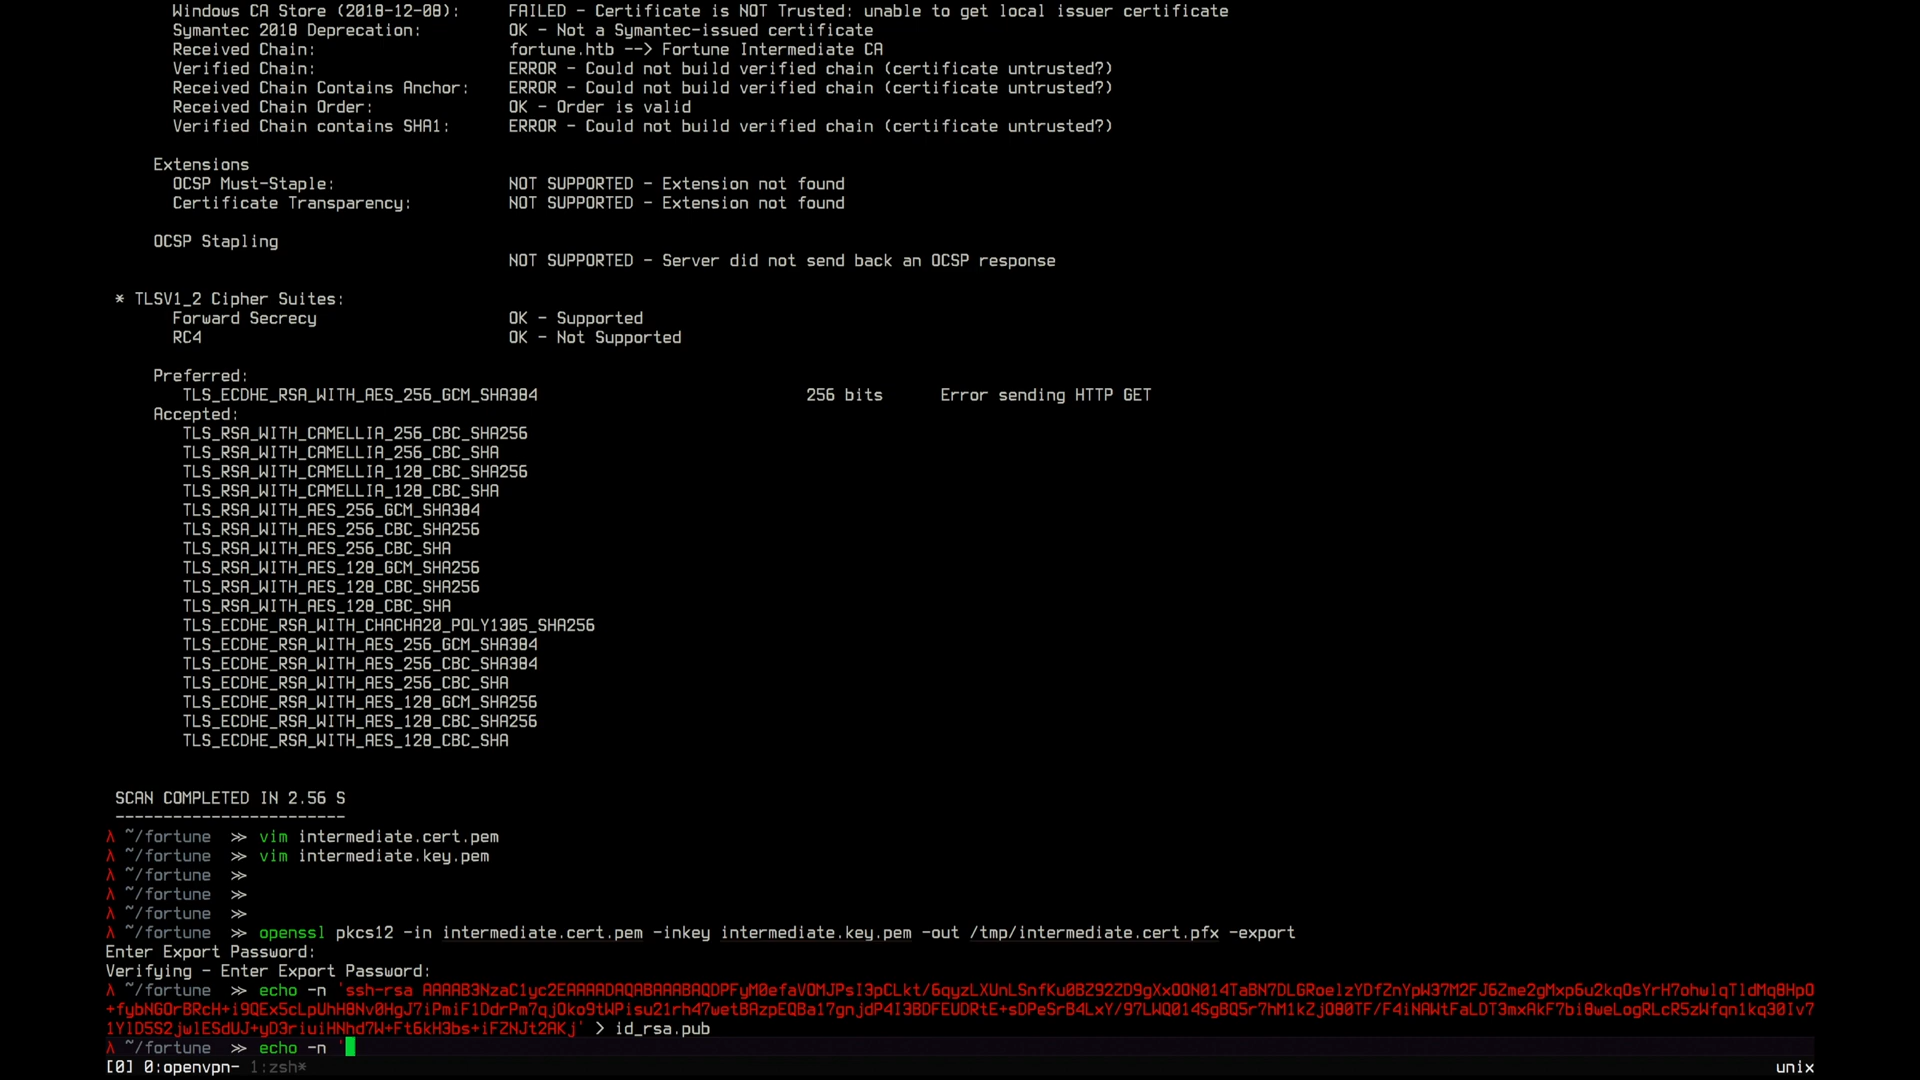 Windows CA Store (2018-12-08): FAILED - Certificate is NOT Trusted: unable to get local issuer certificate
Symantec 2018 Deprecation: OK - Not a Symantec-issued certificate
Received Chain: fortune.htb --> Fortune Intermediate CA
Verified Chain: ERROR - Could not build verified chain (certificate untrusted?)
Received Chain Contains Anchor: ERROR - Could not build verified chain (certificate untrusted?)
Received Chain Order: OK - Order is valid
Verified Chain contains SHA1: ERROR - Could not build verified chain (certificate untrusted?)
Extensions
OCSP Must-Staple: NOT SUPPORTED - Extension not found
Certificate Transparency: NOT SUPPORTED - Extension not found
OCSP Stapling
NOT SUPPORTED - Server did not send back an OCSP response
* TLSV1_2 Cipher Suites:
Forward Secrecy OK - Supported
RC4 OK - Not Supported
Preferred:
TLS_ECDHE_RSA_WITH_AES_256_GCM_SHA384 256 bits Error sending HTTP GET
Accepted:
TLS_RSA_WITH_CAMELLIA_256_CBC_SHA256
TLS_RSA_WITH_CAMELLIA_256_CBC_SHA
TLS_RSA_WITH_CAMELLIA_128_CBC_SHA256
TLS_RSA_WITH_CAMELLIA_128_CBC_SHA
TLS_RSA_WITH_AES_256_GCM_SHA384
TLS_RSA_WITH_AES_256_CBC_SHA256
TLS_RSA_WITH_AES_256_CBC_SHA
TLS_RSA_WITH_AES_128_GCM_SHA256
TLS_RSA_WITH_AES_128_CBC_SHA256
TLS_RSA_WITH_AES_128_CBC_SHA
TLS_ECDHE_RSA_WITH_CHACHA20_POLY1305_SHA256
TLS_ECDHE_RSA_WITH_AES_256_GCM_SHA384
TLS_ECDHE_RSA_WITH_AES_256_CBC_SHA384
TLS_ECDHE_RSA_WITH_AES_256_CBC_SHA
TLS_ECDHE_RSA_WITH_AES_128_GCM_SHA256
TLS_ECDHE_RSA_WITH_AES_128_CBC_SHA256
TLS_ECDHE_RSA_WITH_AES_128_CBC_SHA
SCAN COMPLETED IN 2.56 S
------------------------
λ ~/fortune ≫ vim intermediate.cert.pem
λ ~/fortune ≫ vim intermediate.key.pem
λ ~/fortune ≫
λ ~/fortune ≫
λ ~/fortune ≫
λ ~/fortune ≫ openssl pkcs12 -in intermediate.cert.pem -inkey intermediate.key.pem -out /tmp/intermediate.cert.pfx -export
Enter Export Password:
Verifying - Enter Export Password:
λ ~/fortune ≫ echo -n 'ssh-rsa
> id_rsa.pub
λ ~/fortune ≫ echo -n '
[0] 0:openvpn- 1:zsh* unix